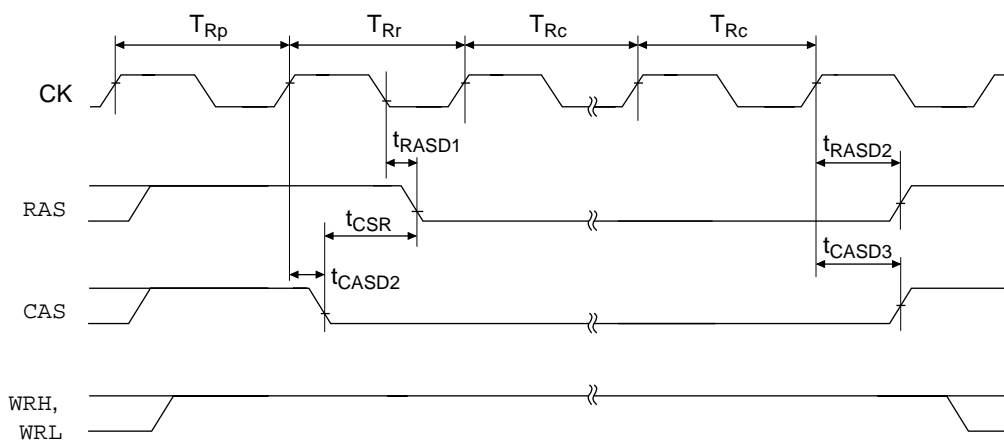 TRp TRr TRc TRc
CK
tRASD1 tRASD2
RAS
tCSR
tCASD3
tCASD2
CAS
WRH,
WRL